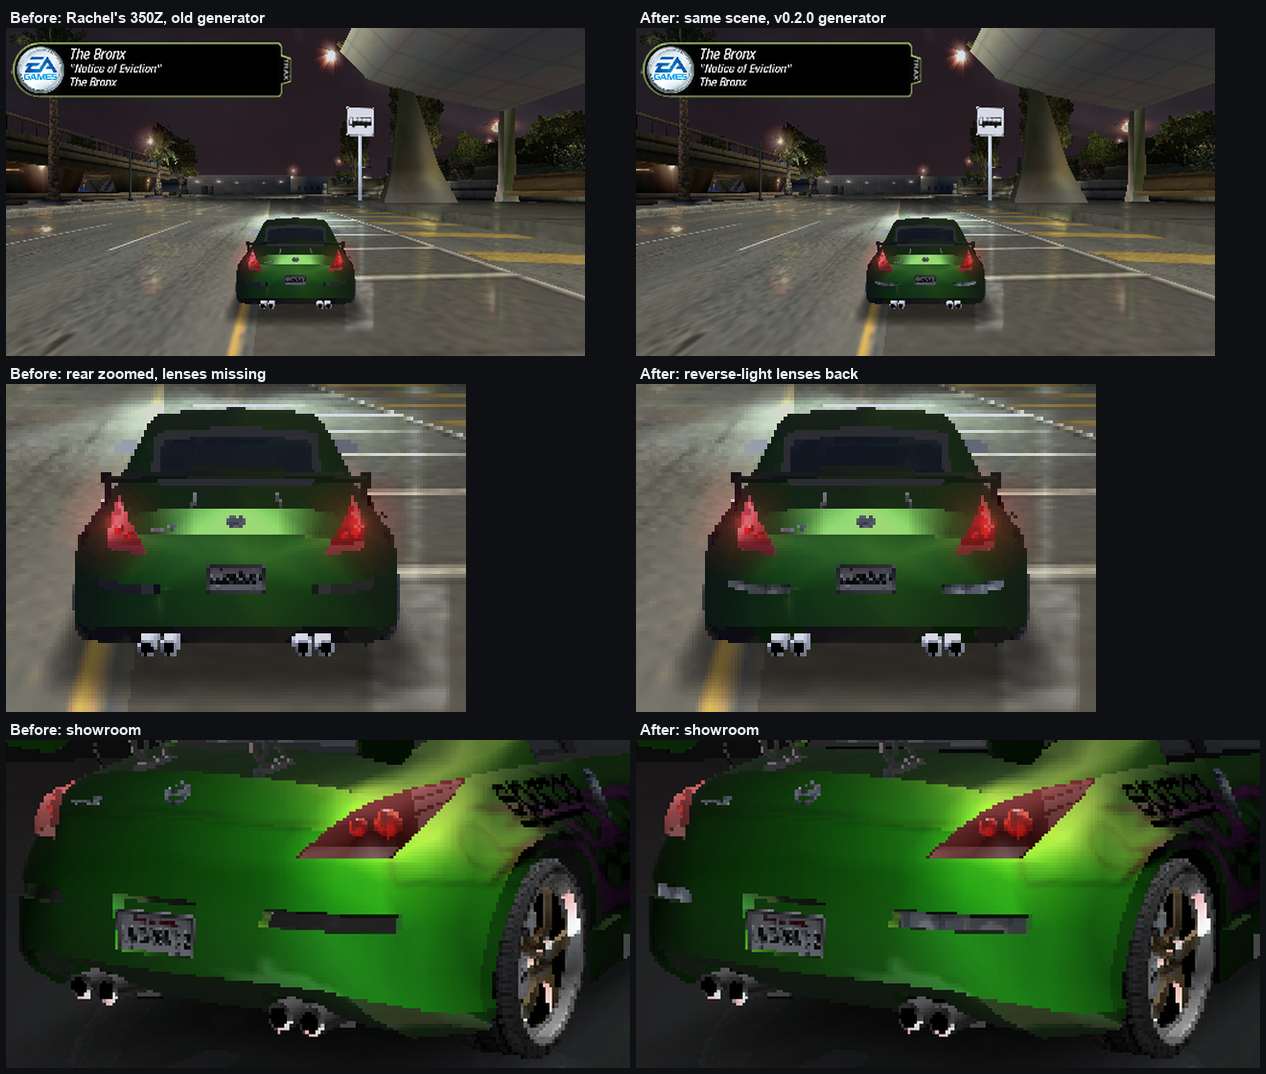 Before: Rachel's 350Z, old generator
After: same scene, v0.2.0 generator
EA
GAMES
The Bronx
"Notice of Eviction"
The Bronx
TRAX
EA
GAMES
The Bronx
"Notice of Eviction"
The Bronx
TRAX
Before: rear zoomed, lenses missing
After: reverse-light lenses back
Before: showroom
After: showroom